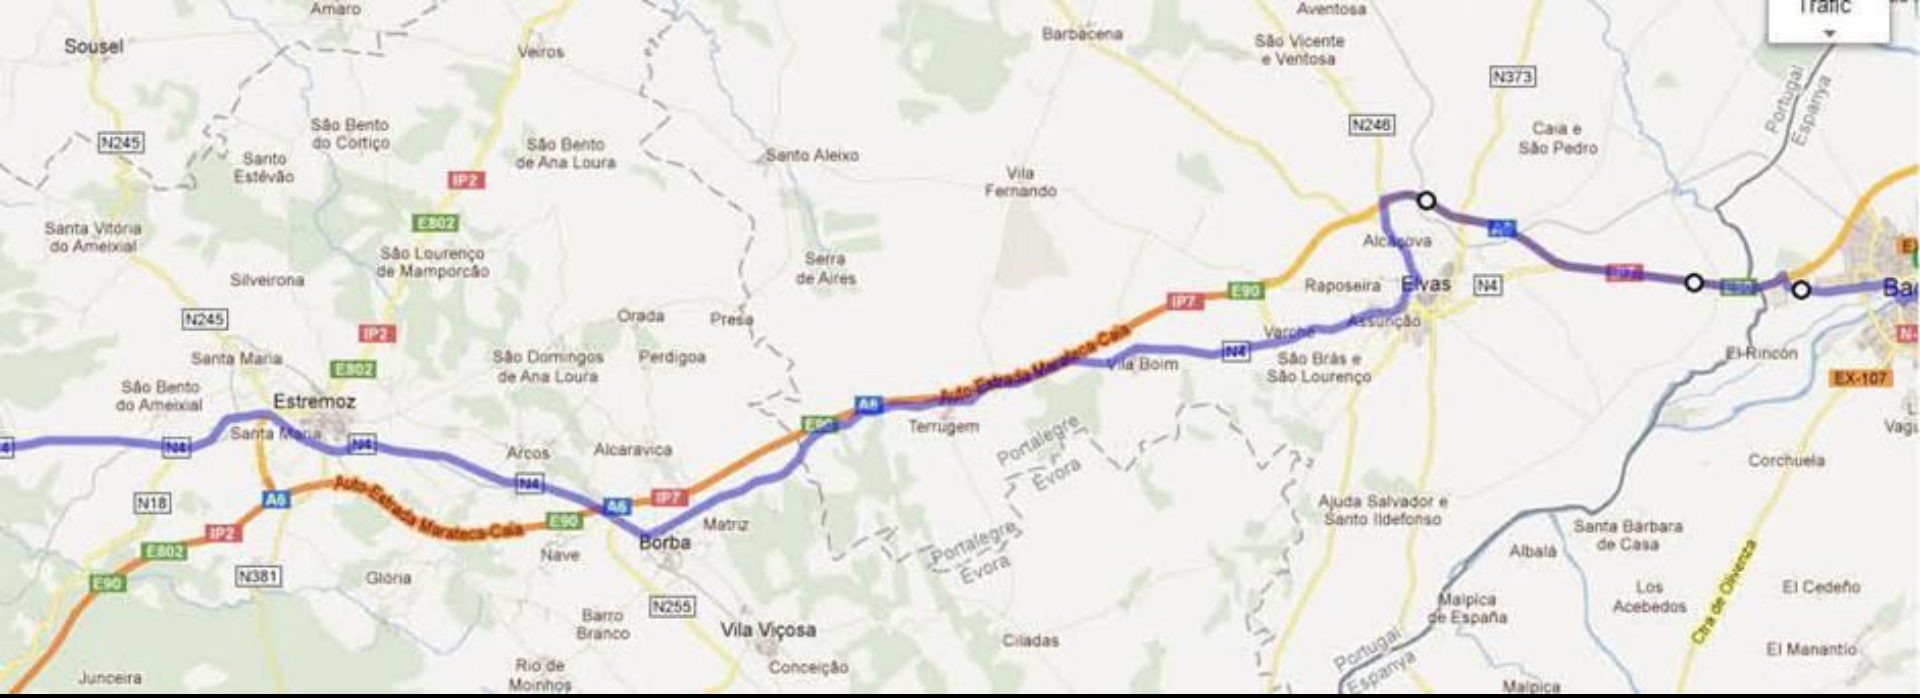 Amaro
Aventosa
Trafic
Sousel
Veiros
Barbacena
São Vicente
e Ventosa
N373
Portugal
Espanya
N245
São Bento
do Cortiço
São Bento
de Ana Loura
N246
Caia e
São Pedro
Santo
Estêvão
Santo Aleixo
IP2
Vila
Fernando
E802
Santa Vitória
do Ameixial
São Lourenço
de Mamporcão
Serra
de Aires
Alcáçova
A6
Silveirona
IP7
E90
Raposeira
Elvas
N4
E90
IP7
N245
Orada
Presa
Assunção
Varche
IP2
Auto-Estrada Marateca-Caia
Santa Maria
São Domingos
de Ana Loura
Perdigoa
Vila Boim
N4
São Brás e
São Lourenço
El Rincón
E802
EX-107
São Bento
do Ameixial
Estremoz
A6
Santa Maria
E90
Terrugem
N4
N4
Arcos
Alcaravica
Portalegre
Évora
Corchuela
N4
Auto-Estrada Marateca-Caia
N18
A6
A6
IP7
Ajuda Salvador e
Santo Ildefonso
IP2
E90
Matriz
Borba
Portalegre
Évora
Santa Bárbara
de Casa
E802
Nave
Albalá
E90
N381
Glória
Los
Acebedos
El Cedeño
Ctra de Olivenza
N255
Barro
Branco
Vila Viçosa
Ciladas
Malpica
de España
Portugal
Espanya
El Manantío
Junceira
Rio de
Moinhos
Conceição
Malpica